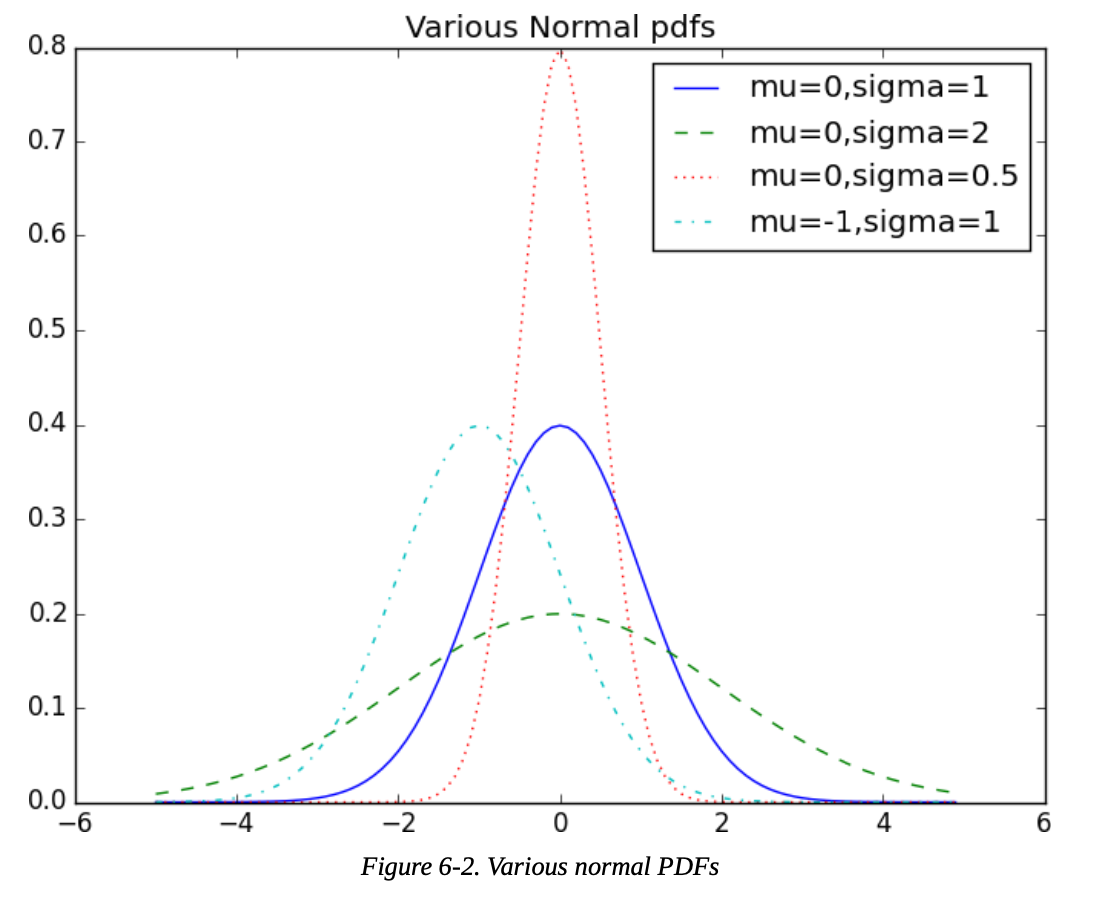 Various Normal pdfs
0.8
0.7
0.6
0.5
0.4
0.3
0.2
0.1
0.0
mu=0,sigma=1
mu=0,sigma=2
mu=0,sigma=0.5
mu=-1,sigma=1
−6 −4 −2 0 2 4 6
Figure 6-2. Various normal PDFs